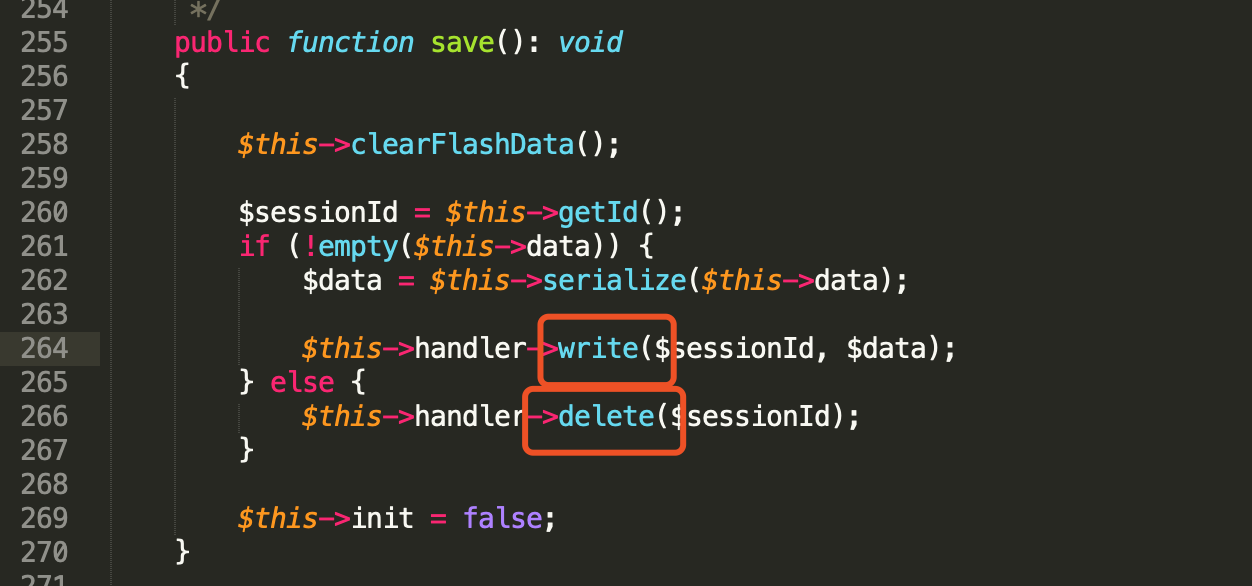 254         */
255        public function save(): void
256        {
257
258            $this->clearFlashData();
259
260            $sessionId = $this->getId();
261            if (!empty($this->data)) {
262                $data = $this->serialize($this->data);
263
264                $this->handler->write($sessionId, $data);
265            } else {
266                $this->handler->delete($sessionId);
267            }
268
269            $this->init = false;
270        }
271